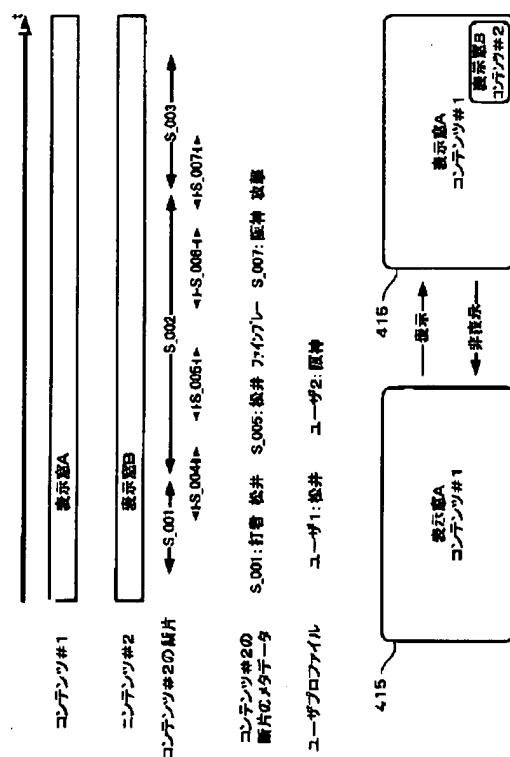 t
コンテンツ#1
表示窓A
コンテンツ#2
表示窓B
コンテンツ#2の断片
S_001
S_002
S_003
S_004
S_005
S_006
S_007
コンテンツ#2の
断片のメタデータ
S_001: 打者 松井 S_005: 松井 ファインプレー S_007: 阪神 攻撃
ユーザプロファイル
ユーザ1: 松井 ユーザ2: 阪神
415
表示窓A
コンテンツ#1
表示
非表示
415
表示窓A
コンテンツ#1
表示窓B
コンテンツ#2